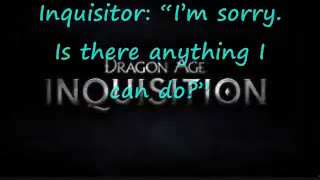 Inquisitor: “I’m sorry.
Is there anything I
DRAGON AGE
INQUISITION
can do?”